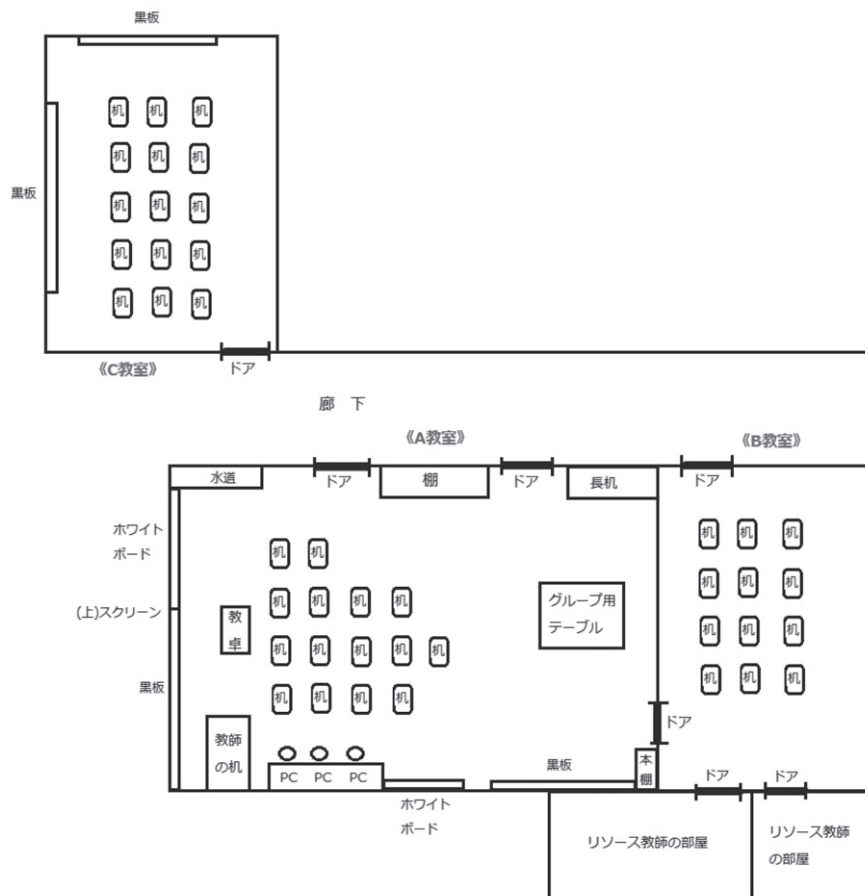 黒板
机 机 机
机 机 机
黒板
机 机 机
机 机 机
机 机 机
《C教室》
ドア
廊 下
《A教室》
《B教室》
水道
ドア
棚
ドア
長机
ドア
ホワイト
ボード
机 机
机 机 机
(上)スクリーン
教
卓
机 机 机 机
グループ用
テーブル
机 机 机
机 机 机 机 机
机 机 机
黒板
机 机 机 机
机 机 机
教師
の机
ドア
PC PC PC
黒板
本
棚
ドア
ドア
ホワイト
ボード
リソース教師の部屋
リソース教師
の部屋